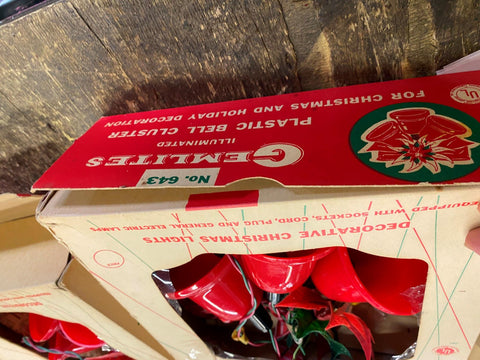 GEMLITES
No. 643
ILLUMINATED
PLASTIC BELL CLUSTER
FOR CHRISTMAS AND HOLIDAY DECORATION
UL
DECORATIVE CHRISTMAS LIGHTS
EQUIPPED WITH SOCKETS, CORD, PLUG AND GENERAL ELECTRIC LAMPS